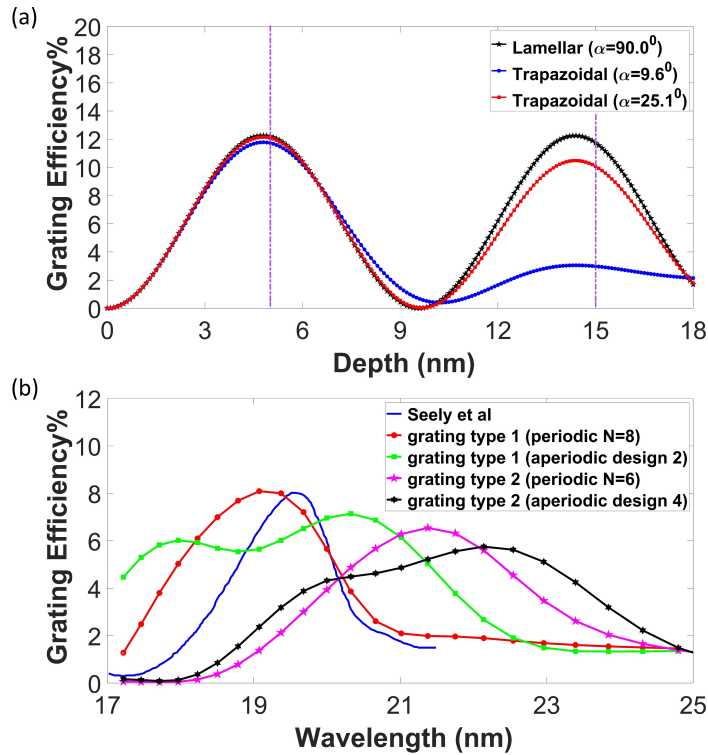 (a)
Grating Efficiency%
20
18
16
14
12
10
8
6
4
2
0
Lamellar (α=90.0⁰)
Trapazoidal (α=9.6⁰)
Trapazoidal (α=25.1⁰)
0 3 6 9 12 15 18
Depth (nm)
(b)
Grating Efficiency%
12
10
8
6
4
2
0
Seely et al
grating type 1 (periodic N=8)
grating type 1 (aperiodic design 2)
grating type 2 (periodic N=6)
grating type 2 (aperiodic design 4)
17 19 21 23 25
Wavelength (nm)